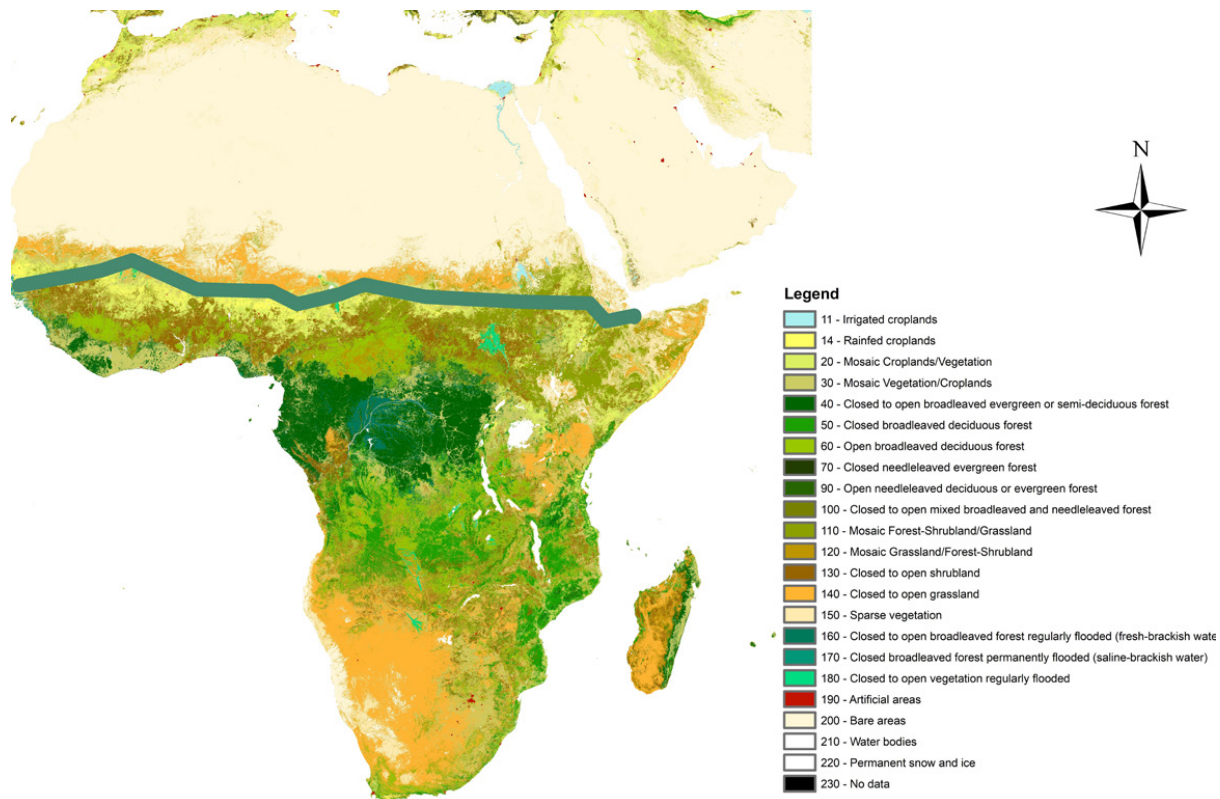 N
Legend
11 - Irrigated croplands
14 - Rainfed croplands
20 - Mosaic Croplands/Vegetation
30 - Mosaic Vegetation/Croplands
40 - Closed to open broadleaved evergreen or semi-deciduous forest
50 - Closed broadleaved deciduous forest
60 - Open broadleaved deciduous forest
70 - Closed needleleaved evergreen forest
90 - Open needleleaved deciduous or evergreen forest
100 - Closed to open mixed broadleaved and needleleaved forest
110 - Mosaic Forest-Shrubland/Grassland
120 - Mosaic Grassland/Forest-Shrubland
130 - Closed to open shrubland
140 - Closed to open grassland
150 - Sparse vegetation
160 - Closed to open broadleaved forest regularly flooded (fresh-brackish wate
170 - Closed broadleaved forest permanently flooded (saline-brackish water)
180 - Closed to open vegetation regularly flooded
190 - Artificial areas
200 - Bare areas
210 - Water bodies
220 - Permanent snow and ice
230 - No data